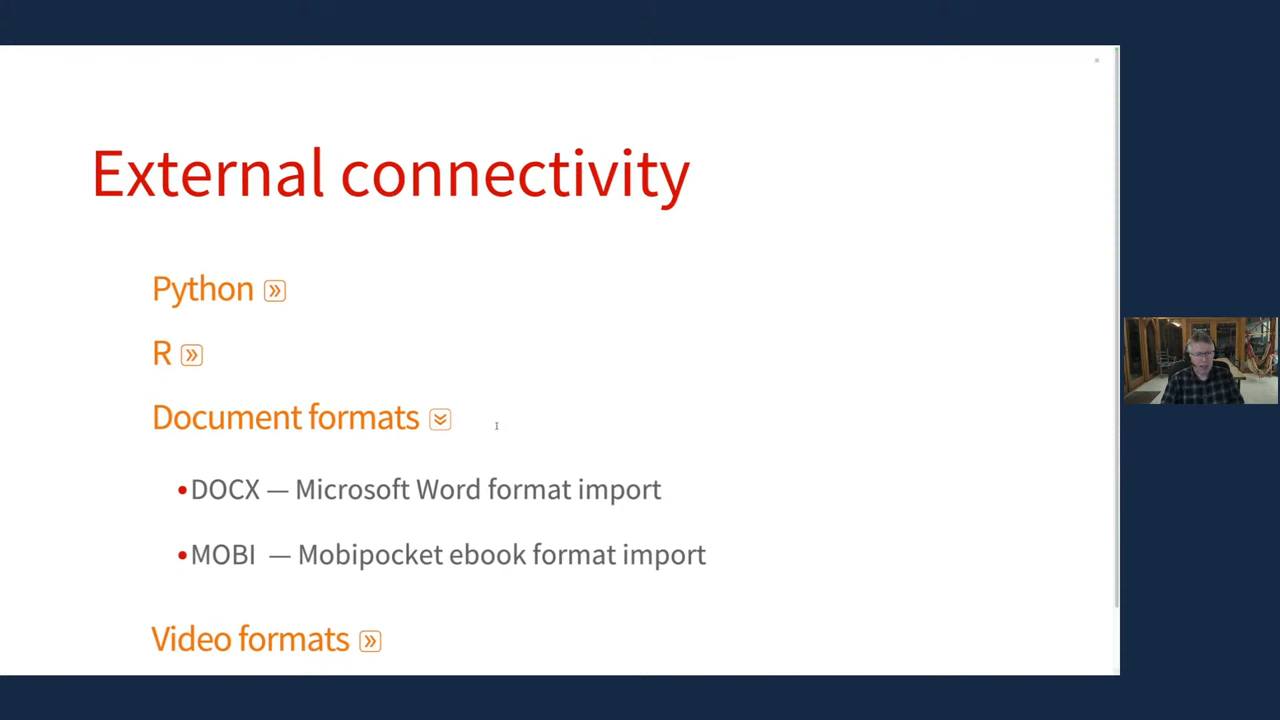 External connectivity
Python »
R »
Document formats
•DOCX — Microsoft Word format import
•MOBI — Mobipocket ebook format import
Video formats »